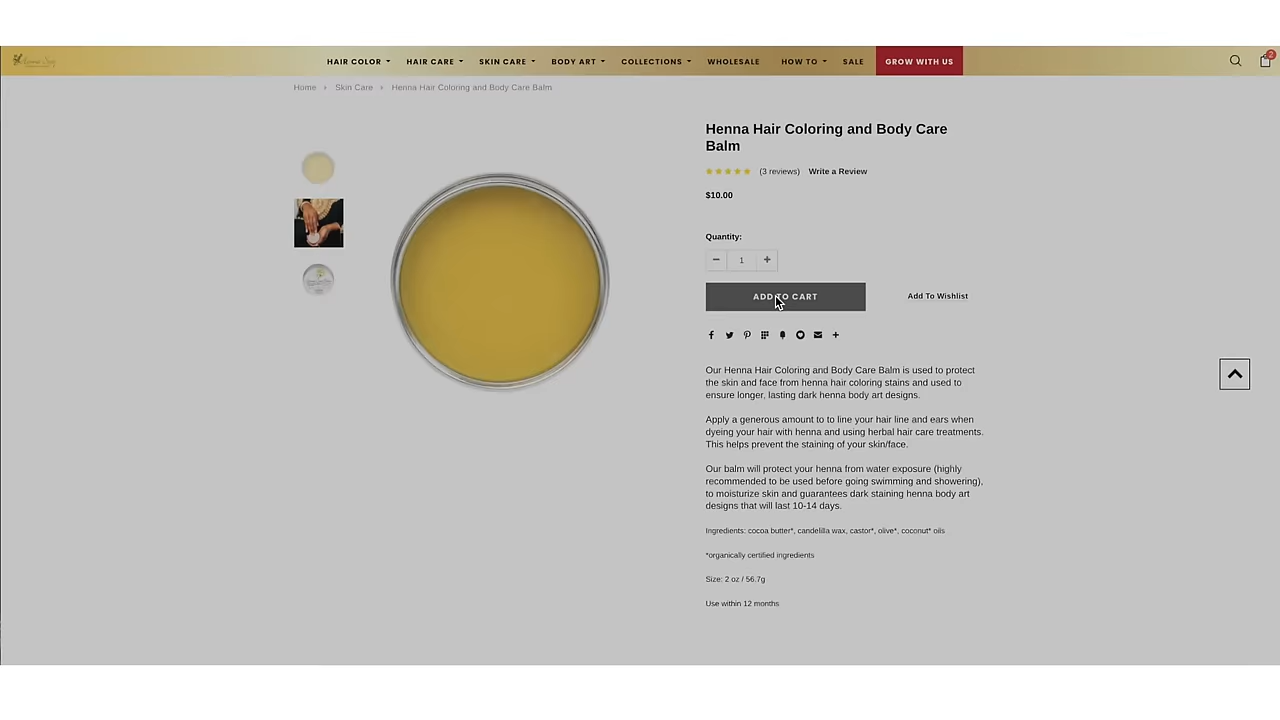 HAIR COLOR HAIR CARE SKIN CARE BODY ART COLLECTIONS WHOLESALE HOW TO SALE GROW WITH US
2
Home Skin Care Henna Hair Coloring and Body Care Balm
Henna Hair Coloring and Body Care
Balm
(3 reviews) Write a Review
$10.00
Quantity:
− 1 +
ADD TO CART Add To Wishlist
Our Henna Hair Coloring and Body Care Balm is used to protect
the skin and face from henna hair coloring stains and used to
ensure longer, lasting dark henna body art designs.
Apply a generous amount to to line your hair line and ears when
dyeing your hair with henna and using herbal hair care treatments.
This helps prevent the staining of your skin/face.
Our balm will protect your henna from water exposure (highly
recommended to be used before going swimming and showering),
to moisturize skin and guarantees dark staining henna body art
designs that will last 10-14 days.
Ingredients: cocoa butter*, candelilla wax, castor*, olive*, coconut* oils
*organically certified ingredients
Size: 2 oz / 56.7g
Use within 12 months